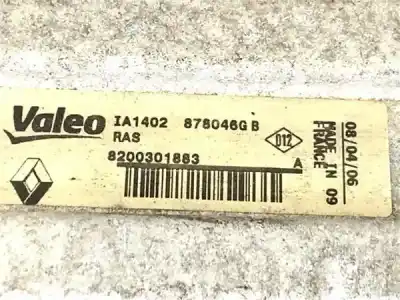 Valeo
IA1402 878046G B
RAS
D12
8200301883 A
08/04/06
MADE IN 09
FRANCE